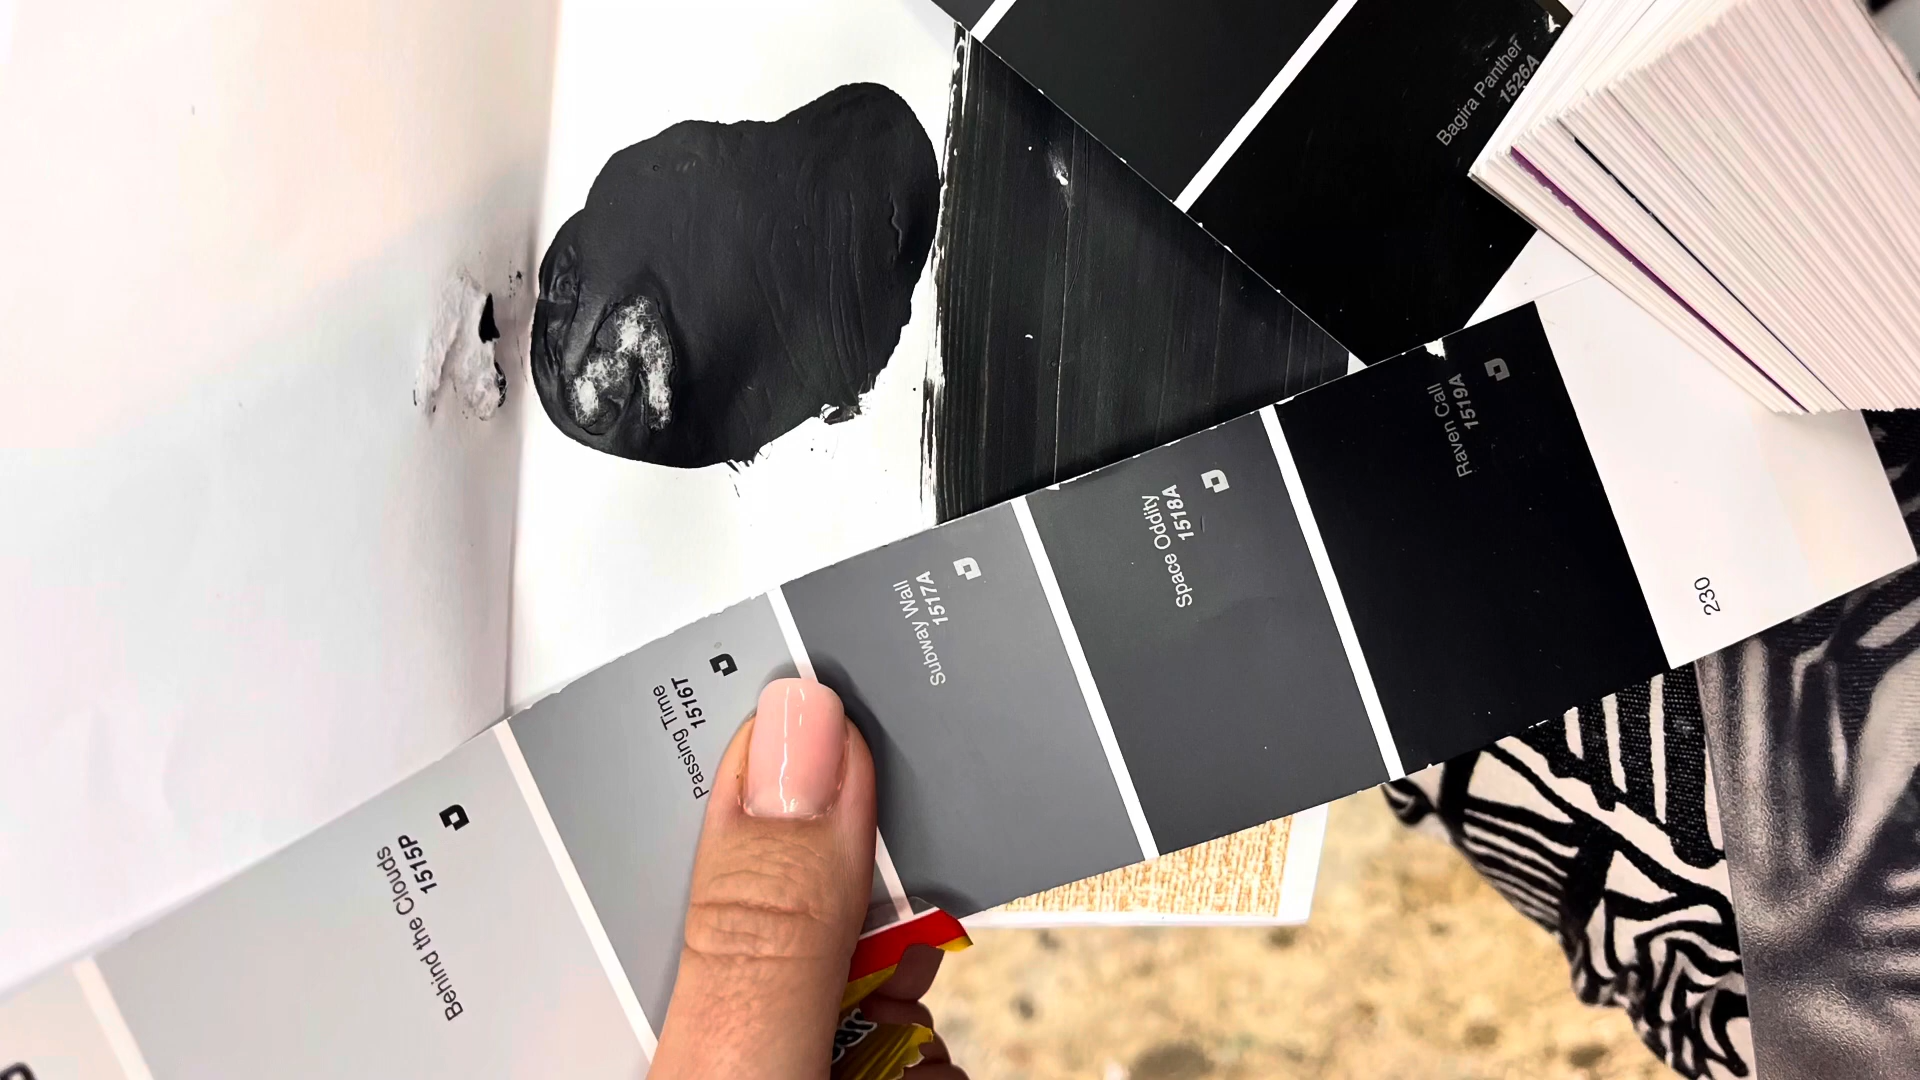 Bagira Panther
1526A
Raven Call
1519A
Space Oddity
1518A
Subway Wall
1517A
Passing Time
1516T
Behind the Clouds
1515P
230